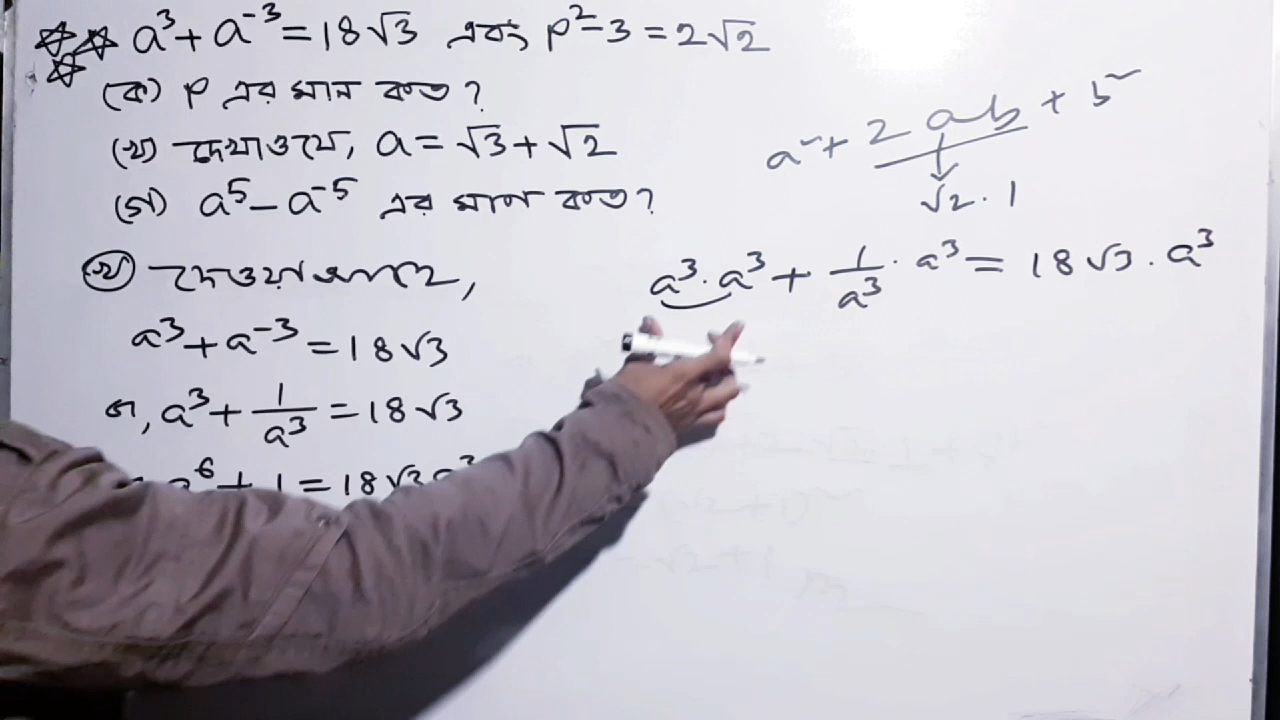 a³ + a⁻³ = 18√3 এবং p² – 3 = 2√2
(ক) p এর মান কত?
(খ) দেখাও যে, a = √3 + √2
(গ) a⁵ – a⁻⁵ এর মান কত?
(খ) দেওয়া আছে,
a³ + a⁻³ = 18√3
বা, a³ + 1/a³ = 18√3
a⁶ + 1 = 18√3 a³
a² + 2ab + b²
√2 . 1
a³ . a³ + 1/a³ . a³ = 18√3 . a³